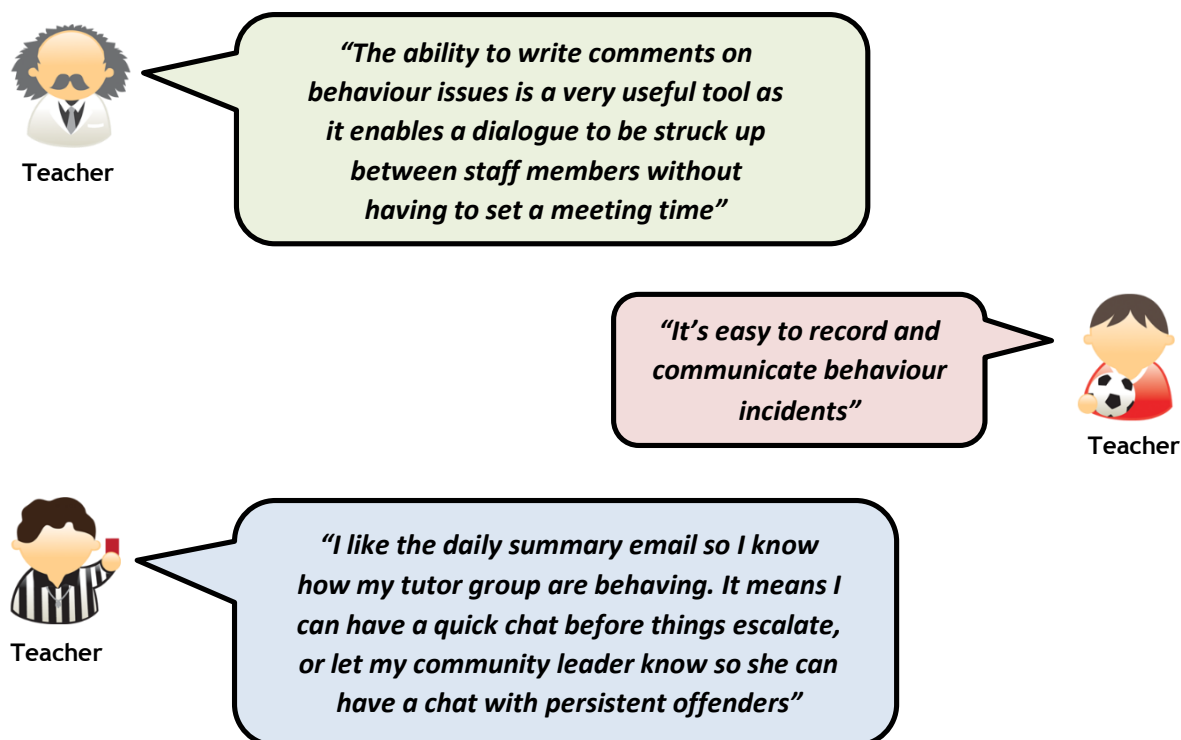 “The ability to write comments on
behaviour issues is a very useful tool as
it enables a dialogue to be struck up
between staff members without
having to set a meeting time”
Teacher
“It’s easy to record and
communicate behaviour
incidents”
Teacher
“I like the daily summary email so I know
how my tutor group are behaving. It means I
can have a quick chat before things escalate,
or let my community leader know so she can
have a chat with persistent offenders”
Teacher